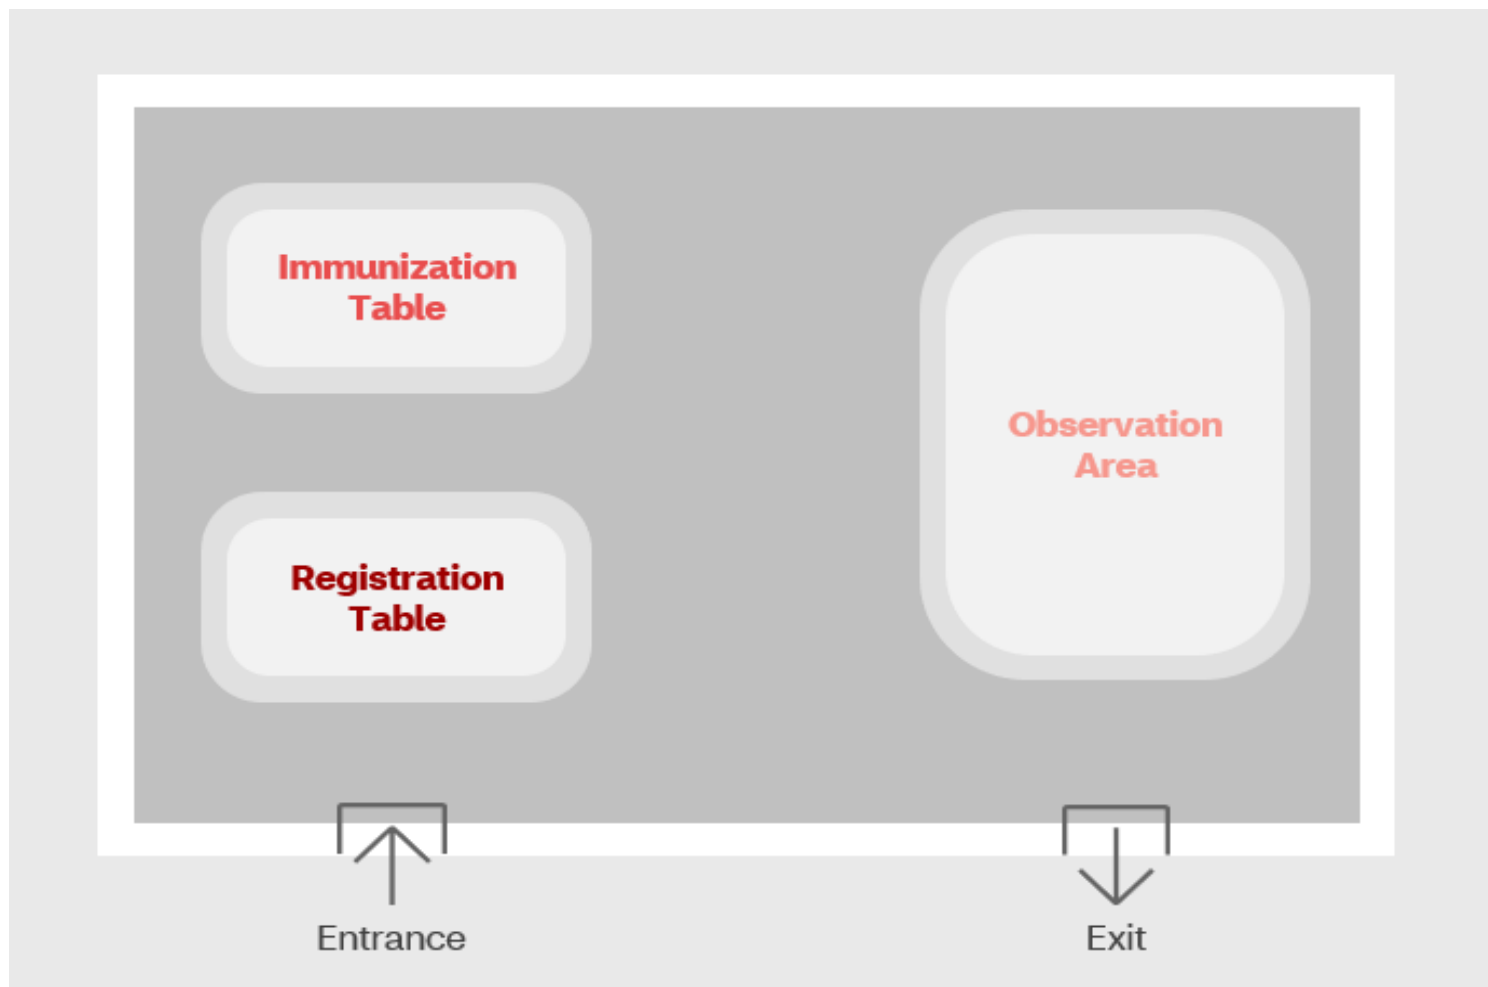 Immunization
Table
Observation
Area
Registration
Table
Entrance
Exit